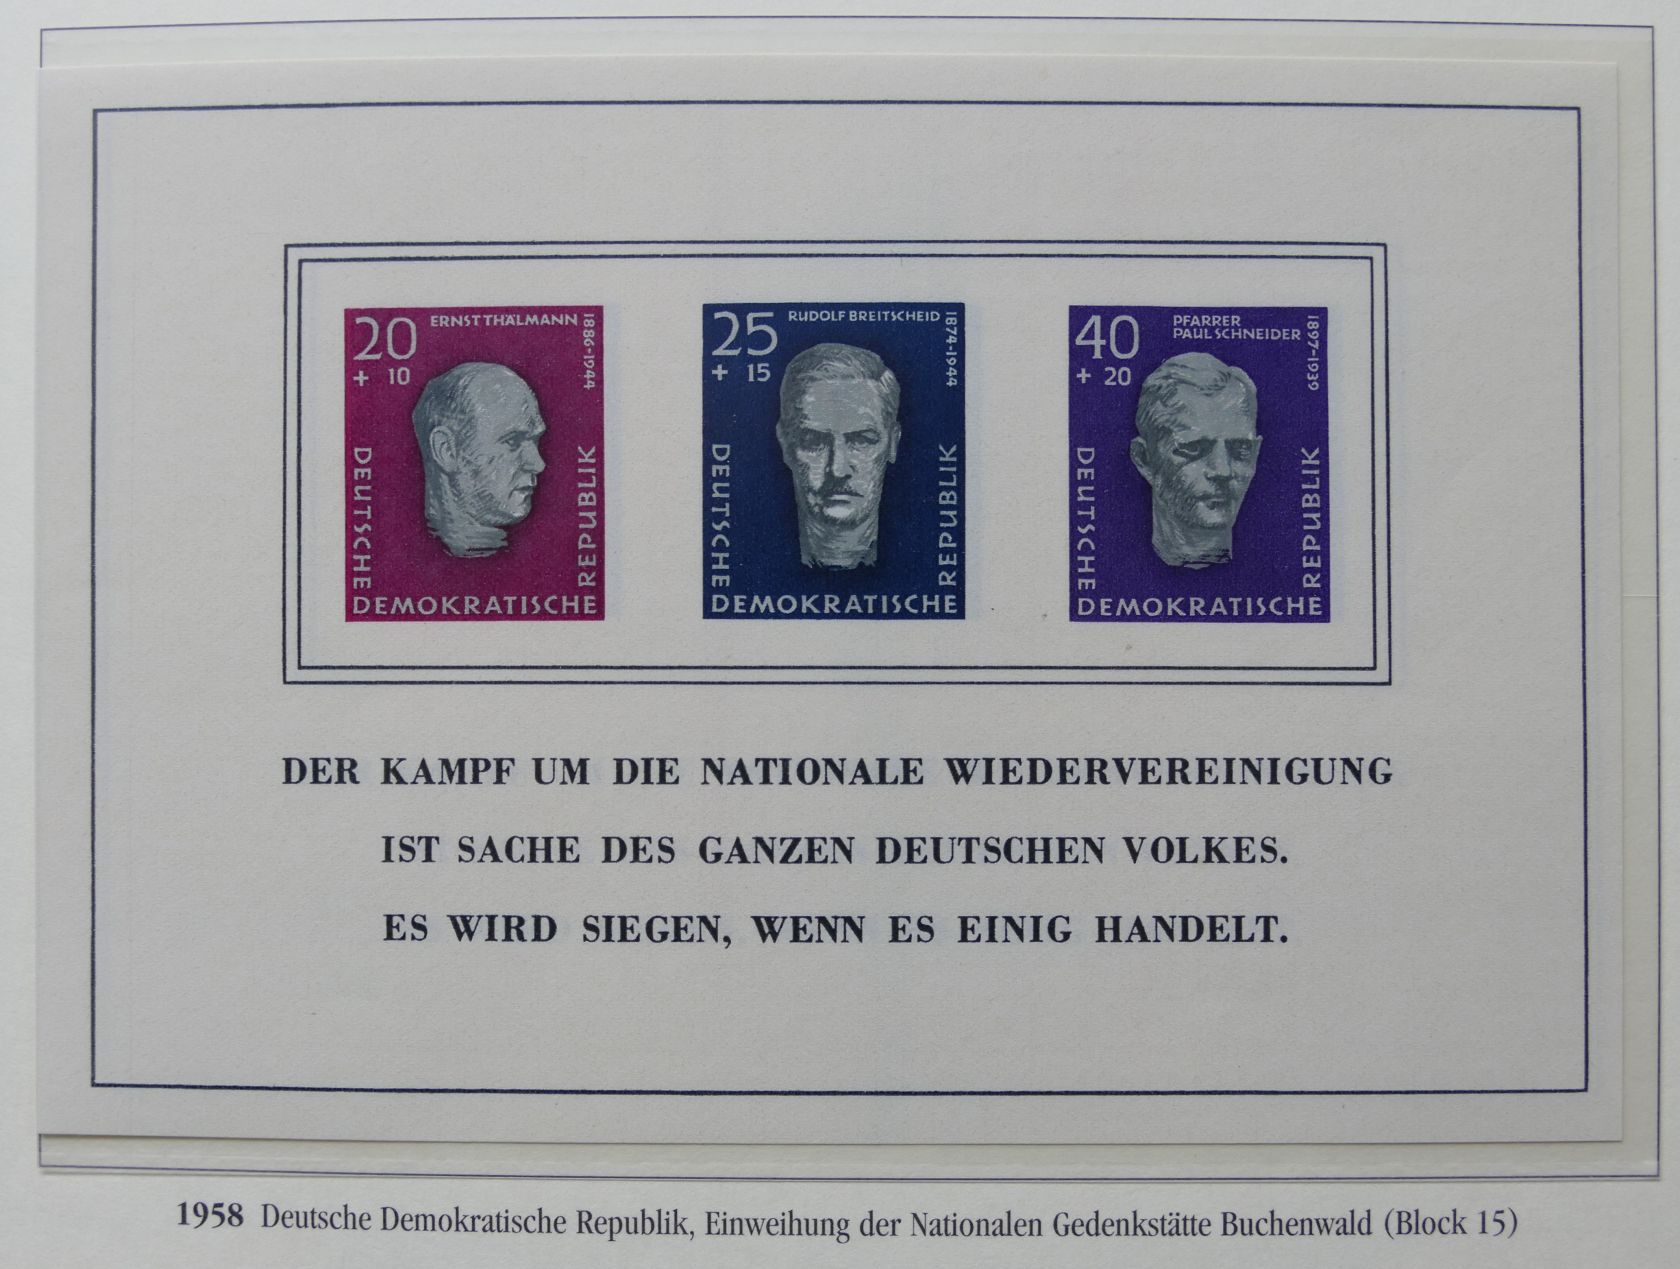 20
+ 10
ERNST THÄLMANN
1886-1944
DEUTSCHE
DEMOKRATISCHE
REPUBLIK
25
+ 15
RUDOLF BREITSCHEID
1874-1944
DEUTSCHE
DEMOKRATISCHE
REPUBLIK
40
+ 20
PFARRER
PAUL SCHNEIDER
1897-1939
DEUTSCHE
DEMOKRATISCHE
REPUBLIK
DER KAMPF UM DIE NATIONALE WIEDERVEREINIGUNG
IST SACHE DES GANZEN DEUTSCHEN VOLKES.
ES WIRD SIEGEN, WENN ES EINIG HANDELT.
1958 Deutsche Demokratische Republik, Einweihung der Nationalen Gedenkstätte Buchenwald (Block 15)